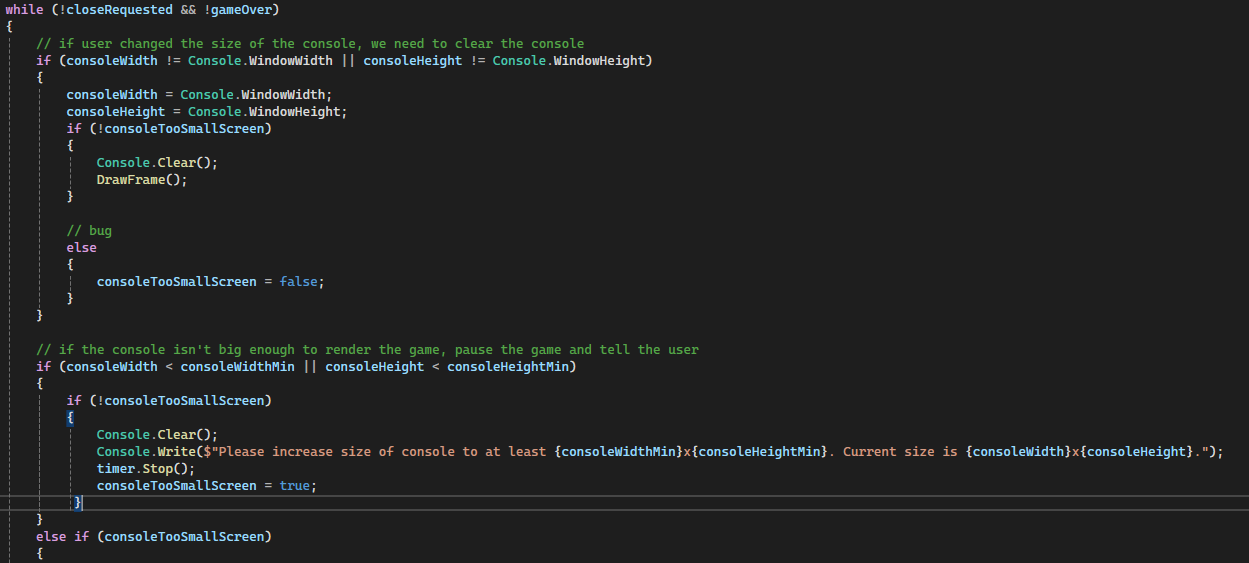 while (!closeRequested && !gameOver)
{
// if user changed the size of the console, we need to clear the console
if (consoleWidth != Console.WindowWidth || consoleHeight != Console.WindowHeight)
{
consoleWidth = Console.WindowWidth;
consoleHeight = Console.WindowHeight;
if (!consoleTooSmallScreen)
{
Console.Clear();
DrawFrame();
}
// bug
else
{
consoleTooSmallScreen = false;
}
}
// if the console isn't big enough to render the game, pause the game and tell the user
if (consoleWidth < consoleWidthMin || consoleHeight < consoleHeightMin)
{
if (!consoleTooSmallScreen)
{
Console.Clear();
Console.Write($"Please increase size of console to at least {consoleWidthMin}x{consoleHeightMin}. Current size is {consoleWidth}x{consoleHeight}.");
timer.Stop();
consoleTooSmallScreen = true;
}
}
else if (consoleTooSmallScreen)
{